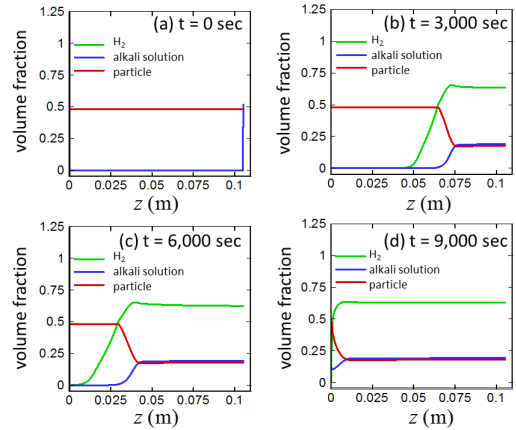 (a) t = 0 sec
H2
alkali solution
particle
volume fraction
1.25
1
0.75
0.5
0.25
0
0 0.025 0.05 0.075 0.1
z (m)
(b) t = 3,000 sec
H2
alkali solution
particle
volume fraction
1.25
1
0.75
0.5
0.25
0
0 0.025 0.05 0.075 0.1
z (m)
(c) t = 6,000 sec
H2
alkali solution
particle
volume fraction
1.25
1
0.75
0.5
0.25
0
0 0.025 0.05 0.075 0.1
z (m)
(d) t = 9,000 sec
H2
alkali solution
particle
volume fraction
1.25
1
0.75
0.5
0.25
0
0 0.025 0.05 0.075 0.1
z (m)